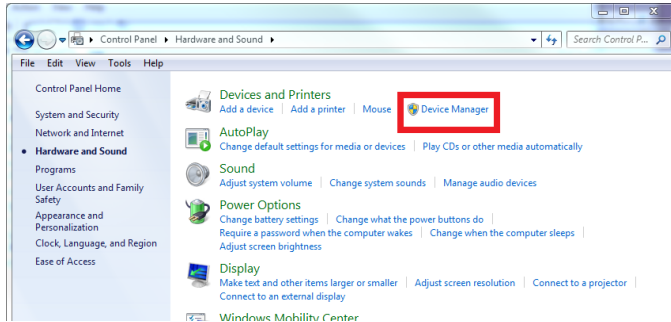 Control Panel ▸ Hardware and Sound ▸
Search Control P...
File Edit View Tools Help
Control Panel Home
System and Security
Network and Internet
Hardware and Sound
Programs
User Accounts and Family
Safety
Appearance and
Personalization
Clock, Language, and Region
Ease of Access
Devices and Printers
Add a device | Add a printer | Mouse | Device Manager
AutoPlay
Change default settings for media or devices | Play CDs or other media automatically
Sound
Adjust system volume | Change system sounds | Manage audio devices
Power Options
Change battery settings | Change what the power buttons do |
Require a password when the computer wakes | Change when the computer sleeps |
Adjust screen brightness
Display
Make text and other items larger or smaller | Adjust screen resolution | Connect to a projector |
Connect to an external display
Windows Mobility Center